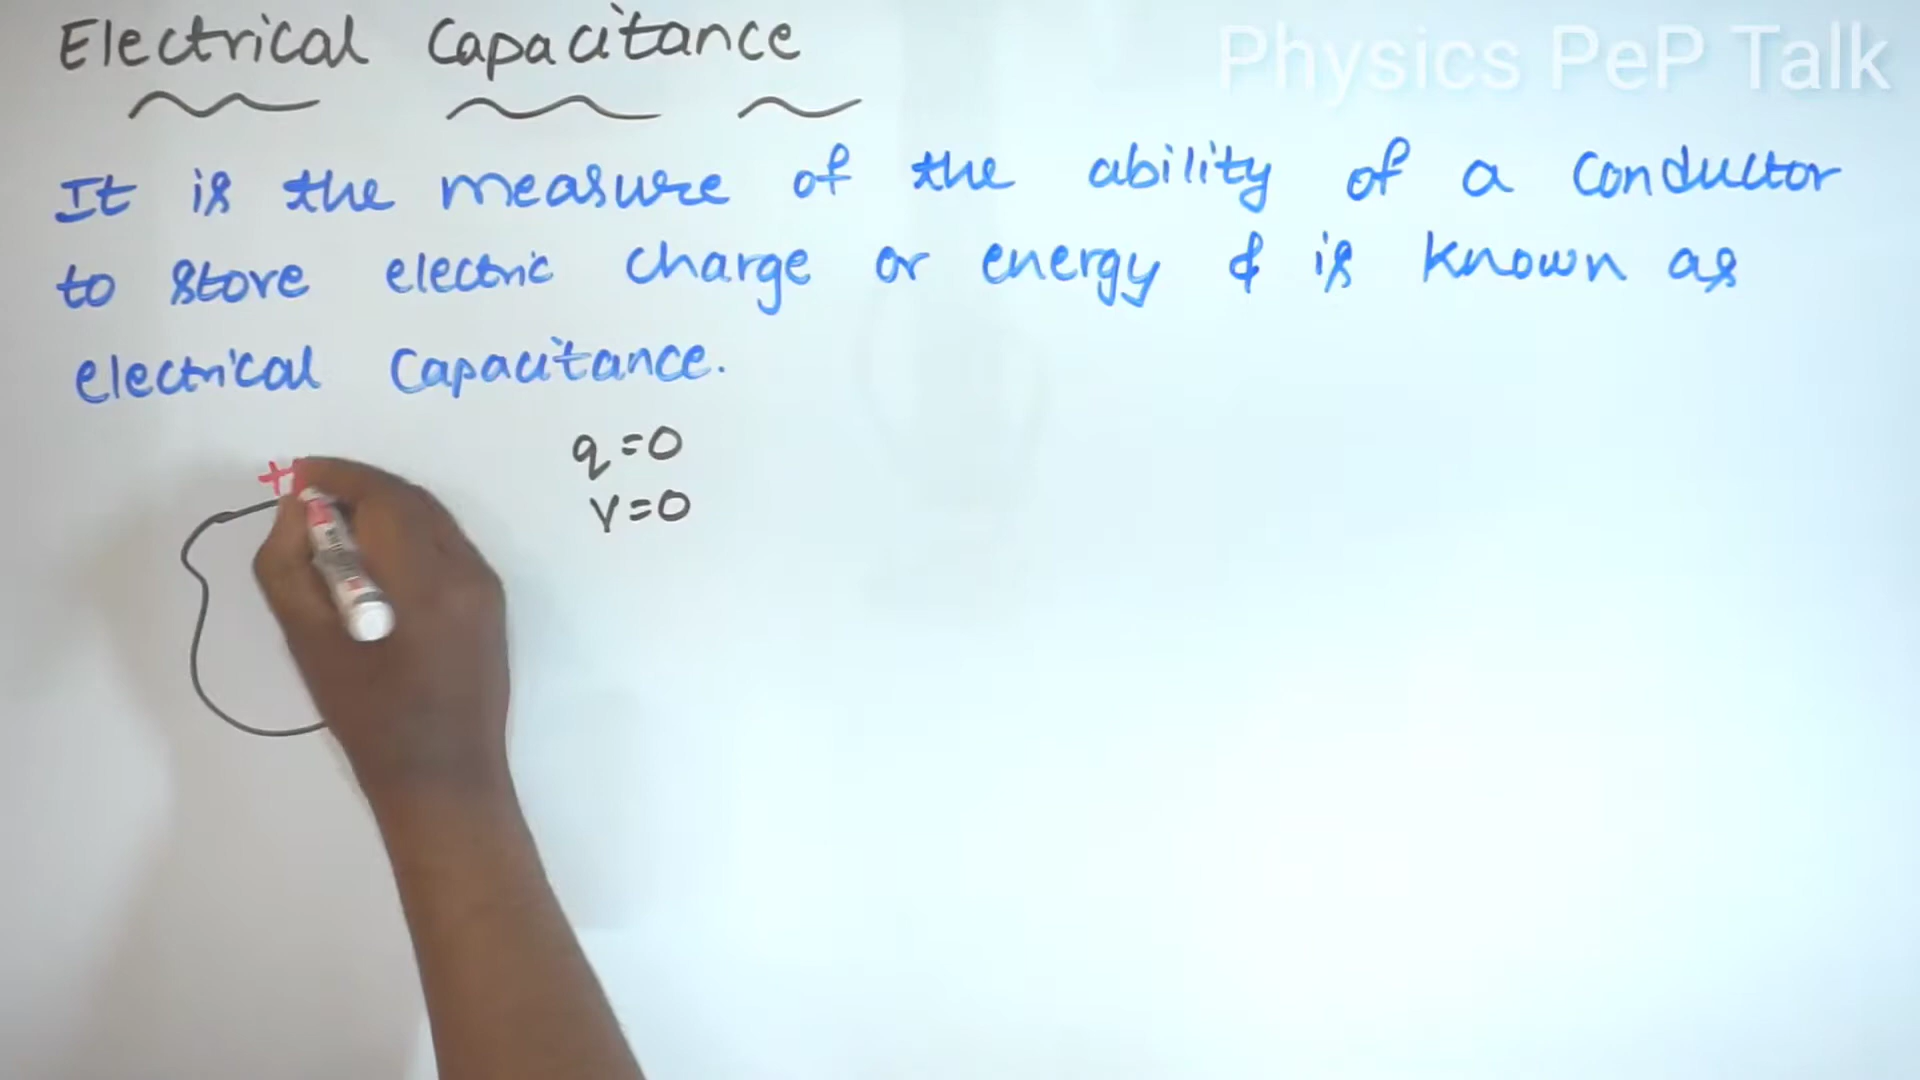 Electrical Capacitance
Physics PeP Talk
It is the measure of the ability of a conductor
to store electric charge or energy & is known as
electrical capacitance.
q=0
V=0
+